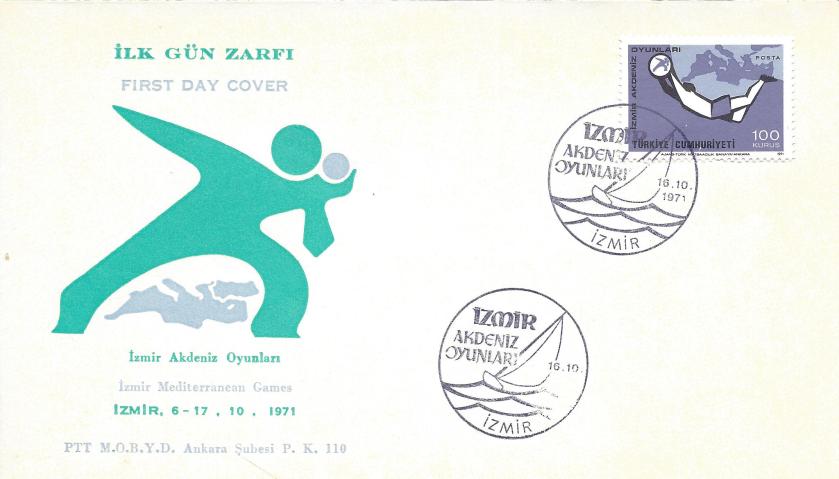 İLK GÜN ZARFI
FIRST DAY COVER
İzmir Akdeniz Oyunları
İzmir Mediterranean Games
İZMİR, 6-17 . 10 . 1971
PTT M.O.B.Y.D. Ankara Şubesi P. K. 110
İZMİR AKDENİZ OYUNLARI
POSTA
100
KURUŞ
TÜRKİYE CUMHURİYETİ
1971
İZMİR
AKDENİZ
OYUNLARI
16.10.
1971
İZMİR
İZMİR
AKDENİZ
OYUNLARI
16.10.
İZMİR